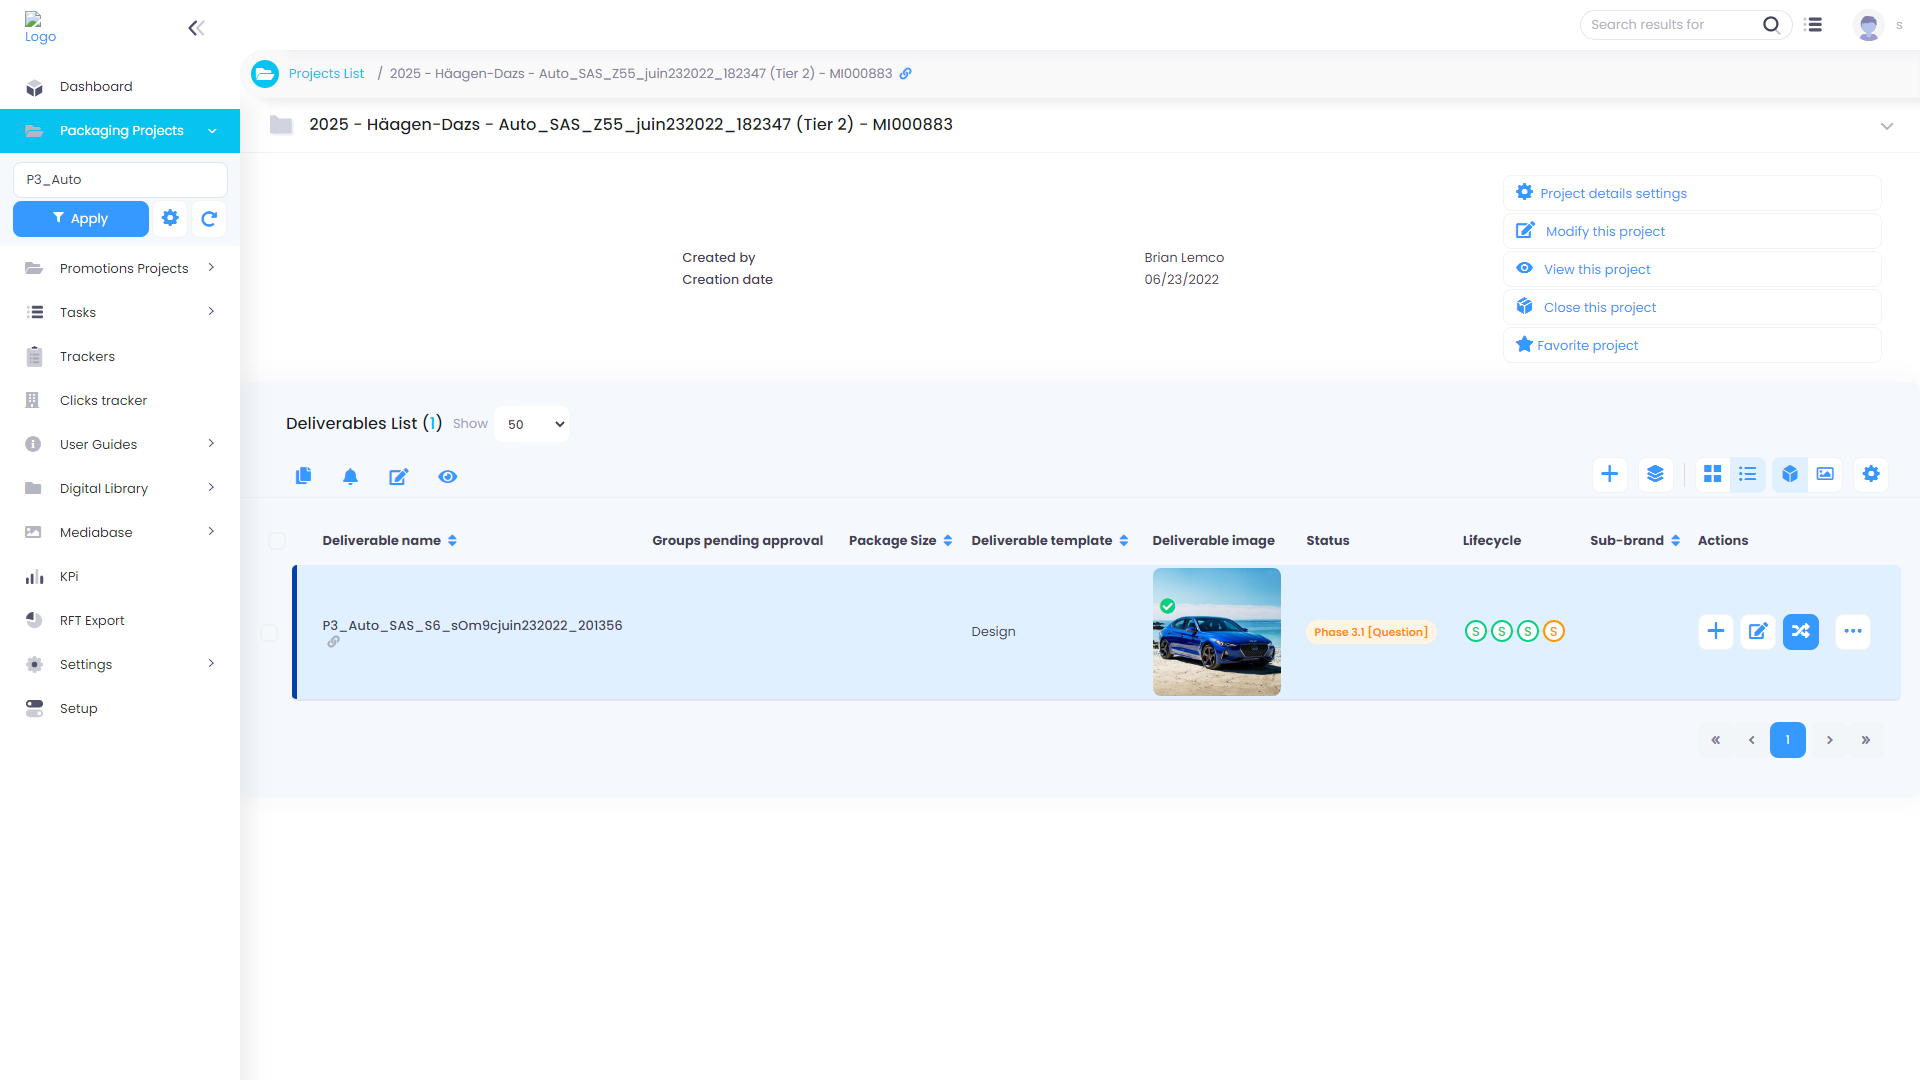 Logo
Search results for
s
Dashboard
Packaging Projects
P3_Auto
Apply
Promotions Projects
Tasks
Trackers
Clicks tracker
User Guides
Digital Library
Mediabase
KPi
RFT Export
Settings
Setup
Projects List / 2025 - Häagen-Dazs - Auto_SAS_Z55_juin232022_182347 (Tier 2) - MI000883
2025 - Häagen-Dazs - Auto_SAS_Z55_juin232022_182347 (Tier 2) - MI000883
Created by Brian Lemco
Creation date 06/23/2022
Project details settings
Modify this project
View this project
Close this project
Favorite project
Deliverables List (1) Show 50
Deliverable name Groups pending approval Package Size Deliverable template Deliverable image Status Lifecycle Sub-brand Actions
P3_Auto_SAS_S6_sOm9cjuin232022_201356 Design Phase 3.1 [Question] S S S S
« ‹ 1 › »